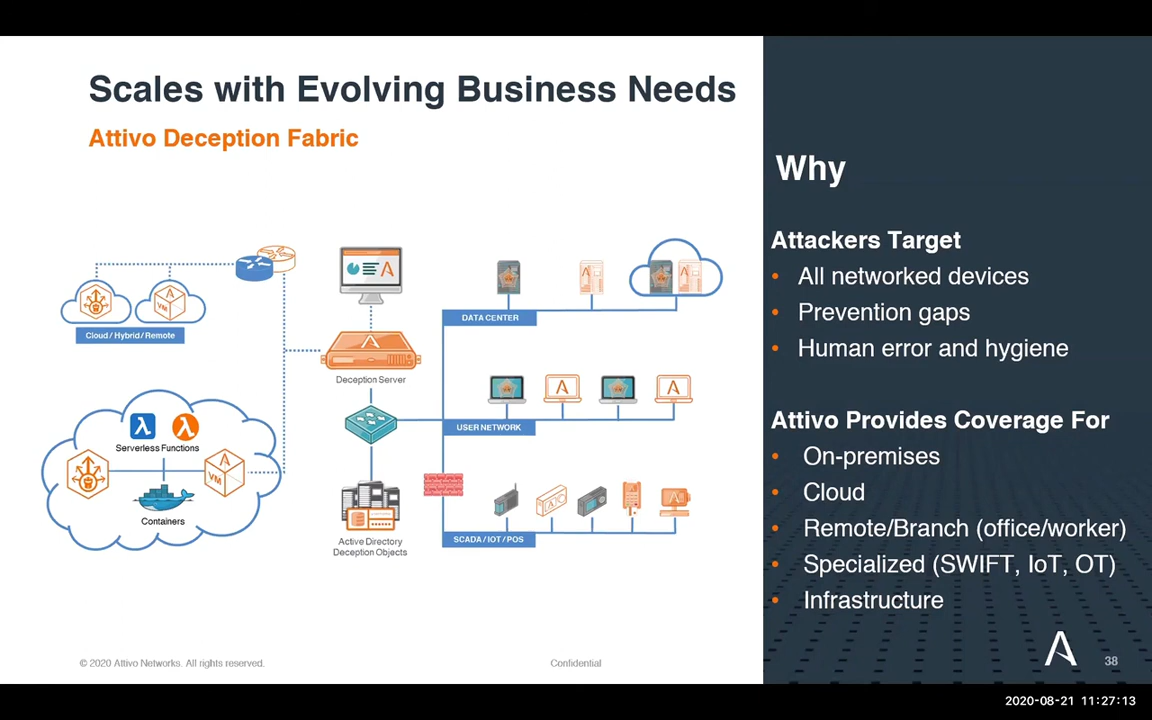 Scales with Evolving Business Needs
Attivo Deception Fabric
Cloud / Hybrid / Remote
VM
Serverless Functions
VM
Containers
Deception Server
Active Directory
Deception Objects
DATA CENTER
USER NETWORK
SCADA / IOT / POS
Why
Attackers Target
• All networked devices
• Prevention gaps
• Human error and hygiene
Attivo Provides Coverage For
• On-premises
• Cloud
• Remote/Branch (office/worker)
• Specialized (SWIFT, IoT, OT)
• Infrastructure
© 2020 Attivo Networks. All rights reserved.
Confidential
38
2020-08-21 11:27:13